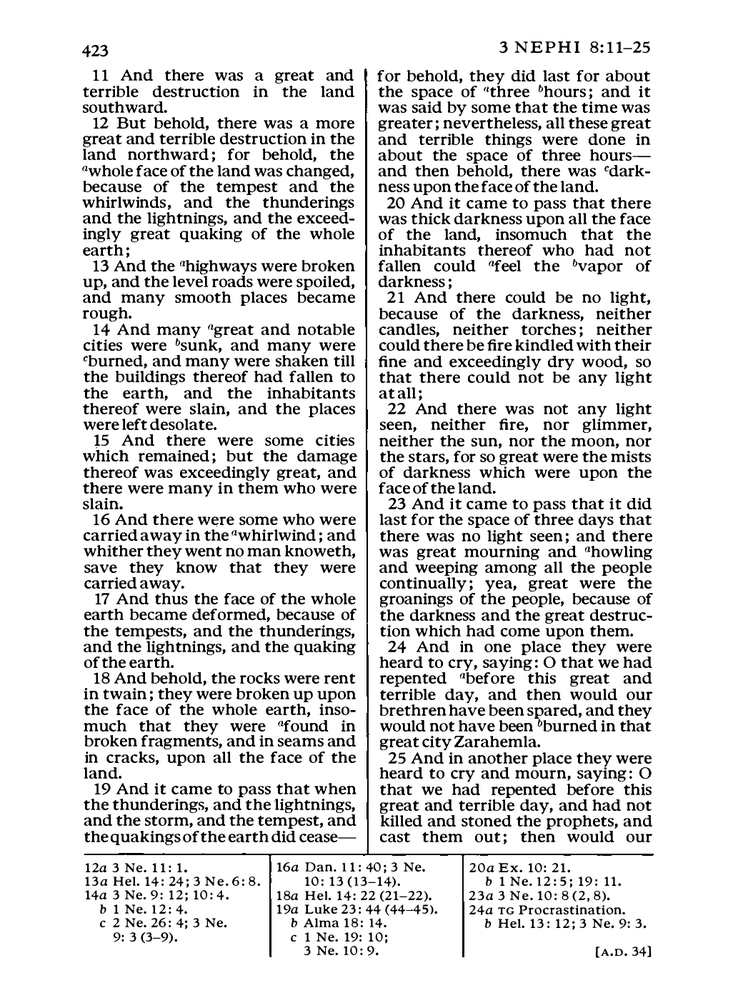 423
3 NEPHI 8:11–25
11 And there was a great and
terrible destruction in the land
southward.
12 But behold, there was a more
great and terrible destruction in the
land northward; for behold, the
awhole face of the land was changed,
because of the tempest and the
whirlwinds, and the thunderings
and the lightnings, and the exceed-
ingly great quaking of the whole
earth;
13 And the ahighways were broken
up, and the level roads were spoiled,
and many smooth places became
rough.
14 And many agreat and notable
cities were bsunk, and many were
cburned, and many were shaken till
the buildings thereof had fallen to
the earth, and the inhabitants
thereof were slain, and the places
were left desolate.
15 And there were some cities
which remained; but the damage
thereof was exceedingly great, and
there were many in them who were
slain.
16 And there were some who were
carried away in the awhirlwind; and
whither they went no man knoweth,
save they know that they were
carried away.
17 And thus the face of the whole
earth became deformed, because of
the tempests, and the thunderings,
and the lightnings, and the quaking
of the earth.
18 And behold, the rocks were rent
in twain; they were broken up upon
the face of the whole earth, inso-
much that they were afound in
broken fragments, and in seams and
in cracks, upon all the face of the
land.
19 And it came to pass that when
the thunderings, and the lightnings,
and the storm, and the tempest, and
the quakings of the earth did cease—
for behold, they did last for about
the space of athree bhours; and it
was said by some that the time was
greater; nevertheless, all these great
and terrible things were done in
about the space of three hours—
and then behold, there was cdark-
ness upon the face of the land.
20 And it came to pass that there
was thick darkness upon all the face
of the land, insomuch that the
inhabitants thereof who had not
fallen could afeel the bvapor of
darkness;
21 And there could be no light,
because of the darkness, neither
candles, neither torches; neither
could there be fire kindled with their
fine and exceedingly dry wood, so
that there could not be any light
at all;
22 And there was not any light
seen, neither fire, nor glimmer,
neither the sun, nor the moon, nor
the stars, for so great were the mists
of darkness which were upon the
face of the land.
23 And it came to pass that it did
last for the space of three days that
there was no light seen; and there
was great mourning and ahowling
and weeping among all the people
continually; yea, great were the
groanings of the people, because of
the darkness and the great destruc-
tion which had come upon them.
24 And in one place they were
heard to cry, saying: O that we had
repented abefore this great and
terrible day, and then would our
brethren have been spared, and they
would not have been bburned in that
great city Zarahemla.
25 And in another place they were
heard to cry and mourn, saying: O
that we had repented before this
great and terrible day, and had not
killed and stoned the prophets, and
cast them out; then would our
12a 3 Ne. 11: 1.
13a Hel. 14: 24; 3 Ne. 6: 8.
14a 3 Ne. 9: 12; 10: 4.
b 1 Ne. 12: 4.
c 2 Ne. 26: 4; 3 Ne.
9: 3 (3–9).
16a Dan. 11: 40; 3 Ne.
10: 13 (13–14).
18a Hel. 14: 22 (21–22).
19a Luke 23: 44 (44–45).
b Alma 18: 14.
c 1 Ne. 19: 10;
3 Ne. 10: 9.
20a Ex. 10: 21.
b 1 Ne. 12: 5; 19: 11.
23a 3 Ne. 10: 8 (2, 8).
24a TG Procrastination.
b Hel. 13: 12; 3 Ne. 9: 3.
[A.D. 34]